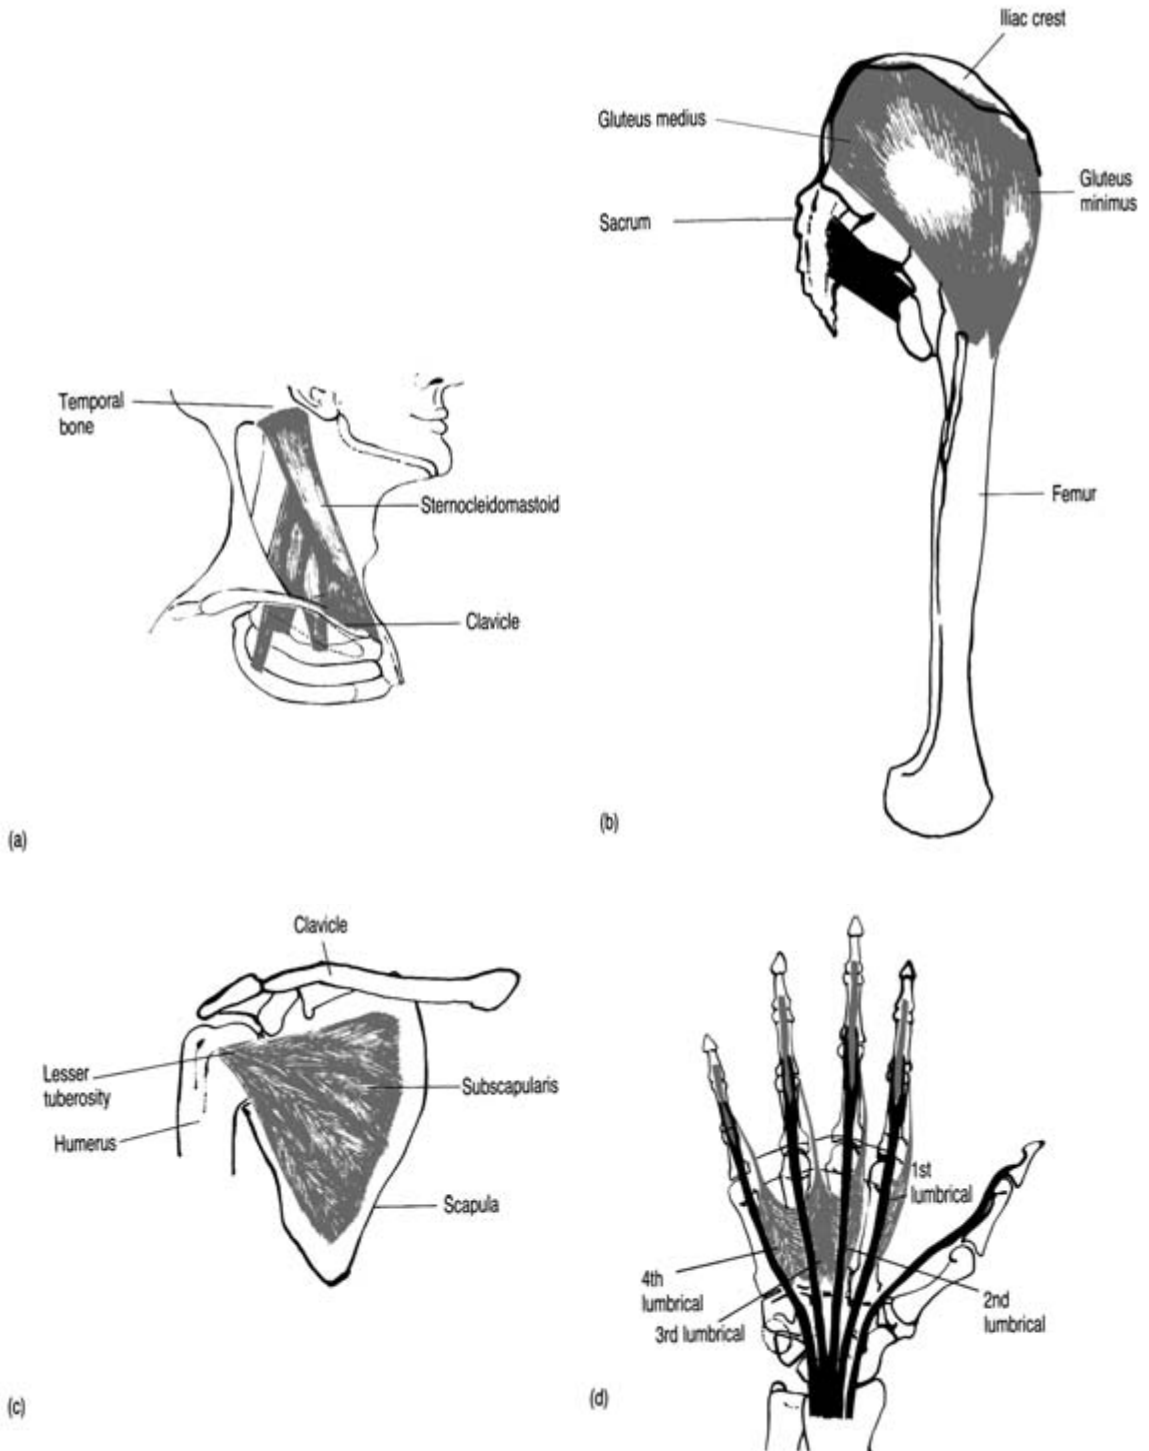 Iliac crest
Gluteus medius
Gluteus
minimus
Sacrum
Femur
(b)
Temporal
bone
Sternocleidomastoid
Clavicle
(a)
Clavicle
Lesser
tuberosity
Humerus
Subscapularis
Scapula
(c)
1st
lumbrical
4th
lumbrical
3rd lumbrical
2nd
lumbrical
(d)